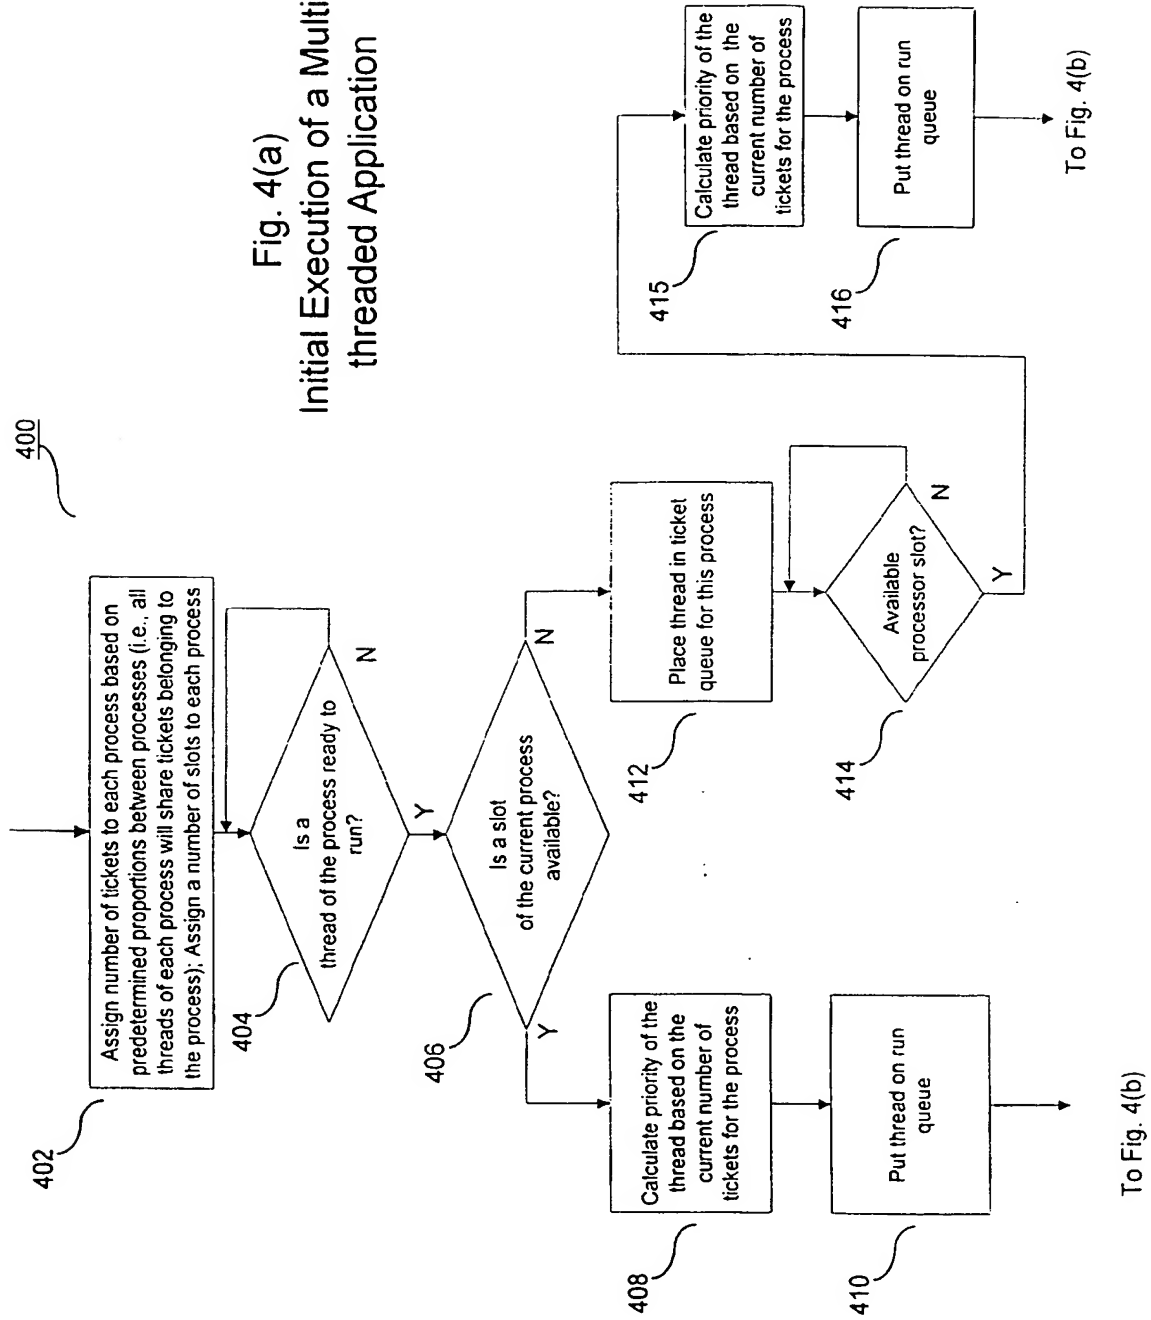 400
Fig. 4(a)
Initial Execution of a Multi
threaded Application
402
Assign number of tickets to each process based on
predetermined proportions between processes (i.e., all
threads of each process will share tickets belonging to
the process); Assign a number of slots to each process
404
Is a
thread of the process ready to
run?
N
Y
406
Is a slot
of the current process
available?
Y
N
408
Calculate priority of the
thread based on the
current number of
tickets for the process
410
Put thread on run
queue
To Fig. 4(b)
412
Place thread in ticket
queue for this process
414
Available
processor slot?
N
Y
415
Calculate priority of the
thread based on the
current number of
tickets for the process
416
Put thread on run
queue
To Fig. 4(b)